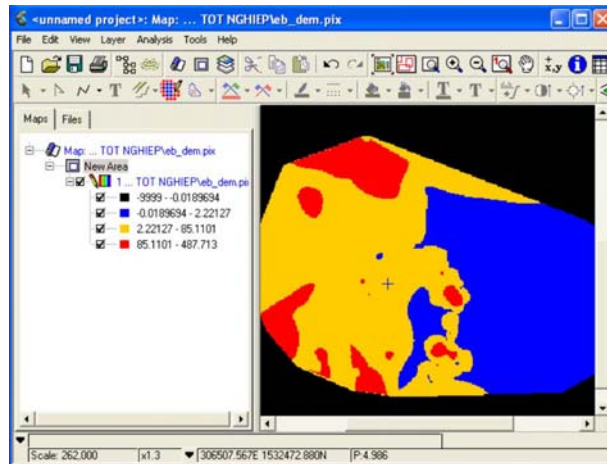 <unnamed project>: Map: ... TOT NGHIEP\eb_dem.pix
File Edit View Layer Analysis Tools Help
Maps Files
Map: ... TOT NGHIEP\eb_dem.pix
New Area
1 ... TOT NGHIEP\eb_dem.pi
-9999 - -0.0189694
-0.0189694 - 2.22127
2.22127 - 85.1101
85.1101 - 487.713
Scale: 262,000 x1.3 306507.567E 1532472.880N P:4.986